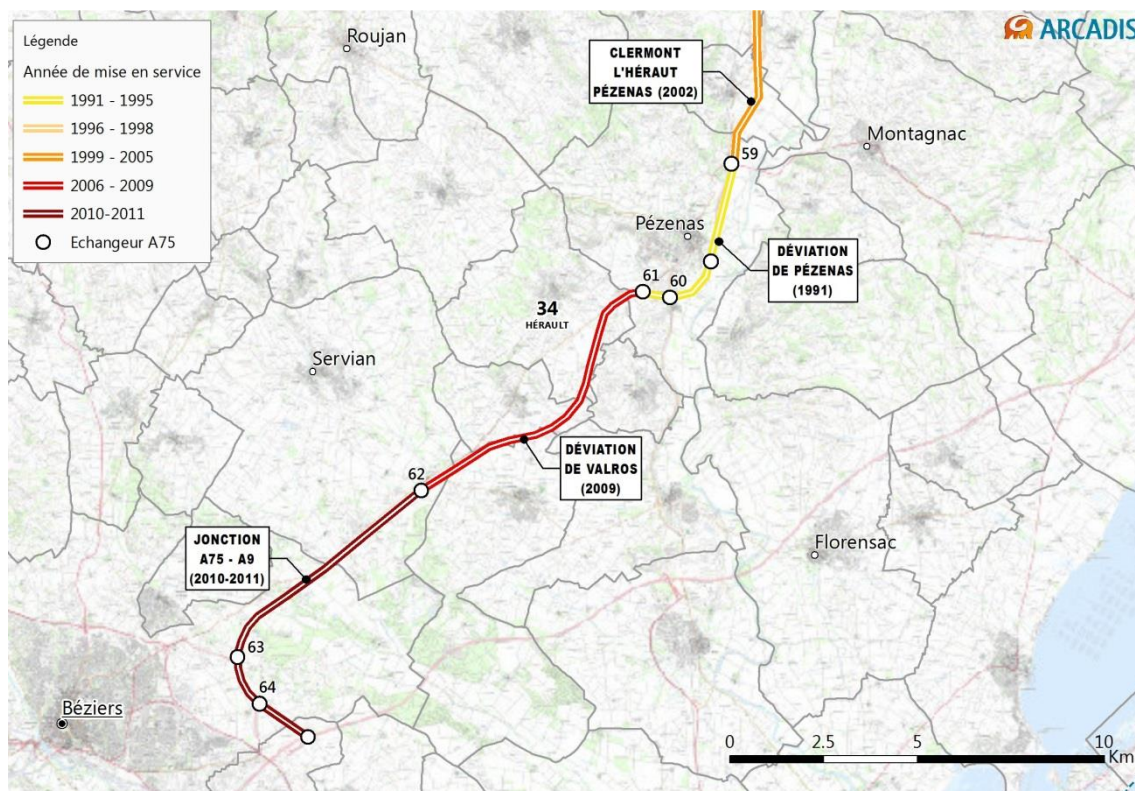 Légende
Année de mise en service
1991 - 1995
1996 - 1998
1999 - 2005
2006 - 2009
2010-2011
Echangeur A75
ARCADIS
Roujan
CLERMONT
L'HÉRAUT
PÉZENAS (2002)
Montagnac
59
Pézenas
DÉVIATION
DE PÉZENAS
(1991)
61
60
34
HÉRAULT
Servian
DÉVIATION
DE VALROS
(2009)
62
JONCTION
A75 - A9
(2010-2011)
Florensac
63
64
Béziers
0
2.5
5
10
Km